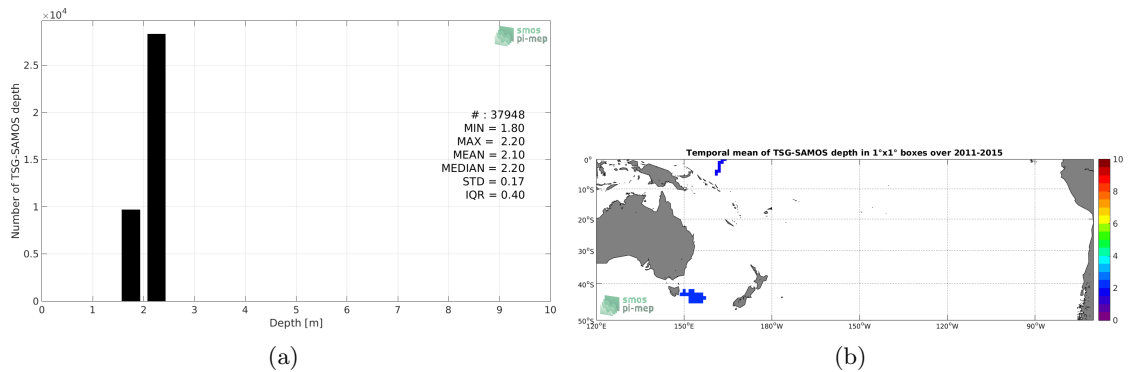 ×10⁴
smos
pi-mep
2.5
2
1.5
1
0.5
0
Number of TSG-SAMOS depth
# : 37948
MIN = 1.80
MAX = 2.20
MEAN = 2.10
MEDIAN = 2.20
STD = 0.17
IQR = 0.40
0 1 2 3 4 5 6 7 8 9 10
Depth [m]
(a)
Temporal mean of TSG-SAMOS depth in 1°x1° boxes over 2011-2015
0°
10°S
20°S
30°S
40°S
50°S
smos
pi-mep
120°E 150°E 180°W 150°W 120°W 90°W
10
8
6
4
2
0
(b)